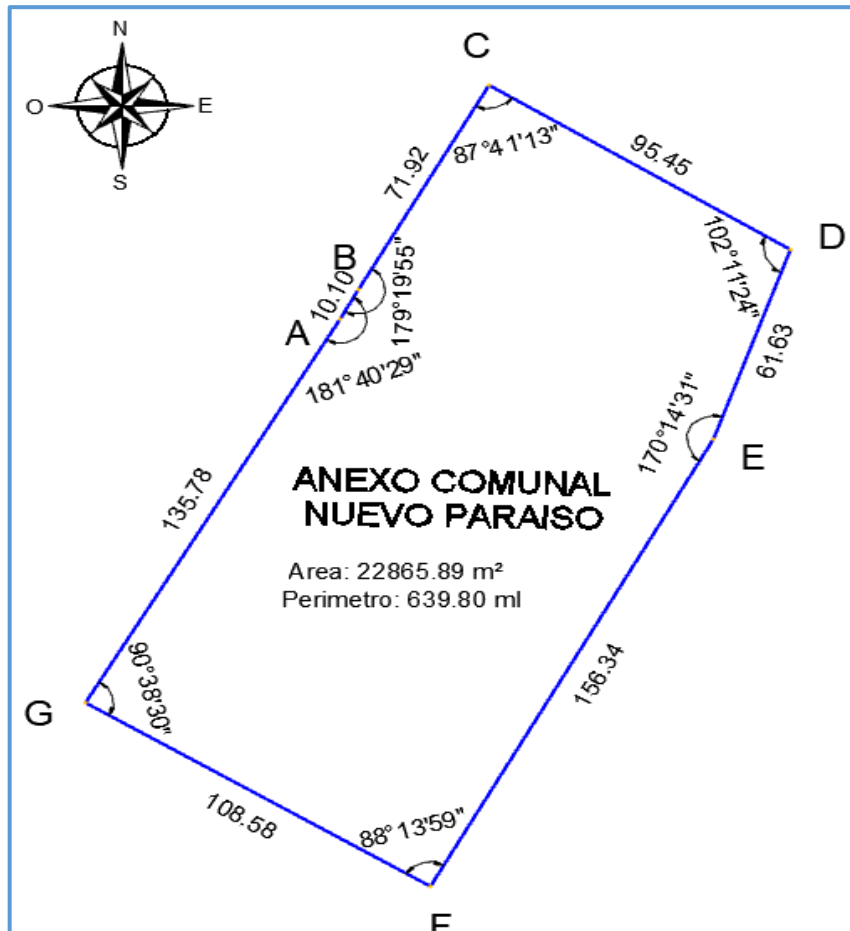 N
O
E
S
C
87°41'13"
95.45
71.92
D
102°11'24"
B
10.10
179°19'55"
A
181°40'29"
61.63
170°14'31"
E
135.78
ANEXO COMUNAL
NUEVO PARAISO
Area: 22865.89 m²
Perimetro: 639.80 ml
156.34
90°38'30"
G
108.58
88°13'59"